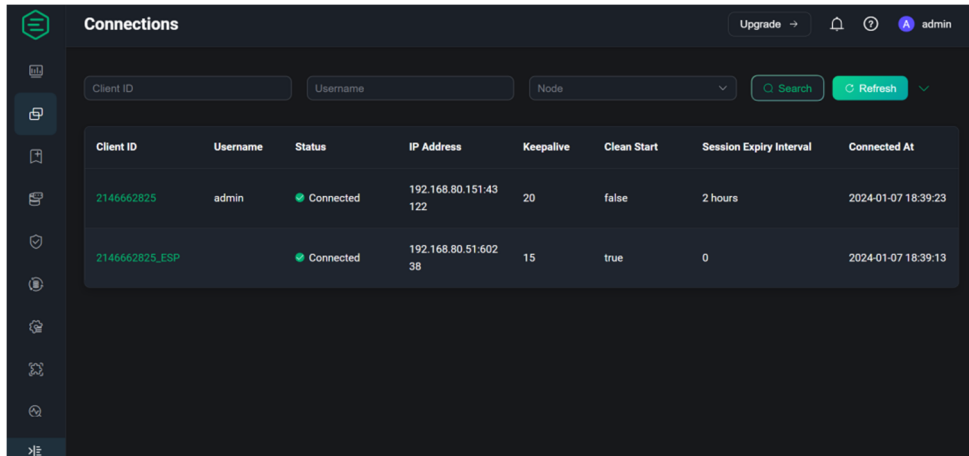 Connections
Upgrade →
A admin
Client ID
Username
Node
Search
Refresh
Client ID Username Status IP Address Keepalive Clean Start Session Expiry Interval Connected At
2146662825 admin Connected 192.168.80.151:43 20 false 2 hours 2024-01-07 18:39:23
122
2146662825_ESP Connected 192.168.80.51:602 15 true 0 2024-01-07 18:39:13
38